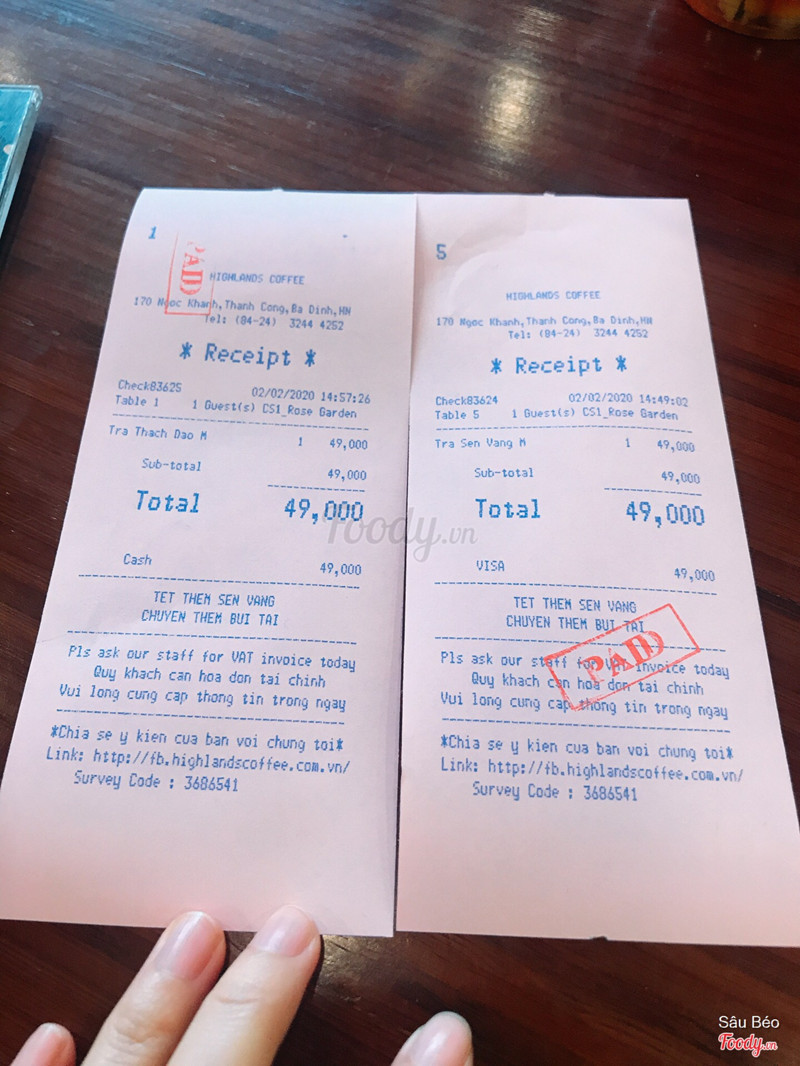 1
PAID
HIGHLANDS COFFEE
170 Ngoc Khanh,Thanh Cong,Ba Dinh,HN
Tel: (84-24) 3244 4252
* Receipt *
Check83625 02/02/2020 14:57:26
Table 1 1 Guest(s) CS1_Rose Garden
Tra Thach Dao M 1 49,000
Sub-total 49,000
Total 49,000
Cash 49,000
TET THEM SEN VANG
CHUYEN THEM BUI TAI
Pls ask our staff for VAT invoice today
Quy khach can hoa don tai chinh
Vui long cung cap thong tin trong ngay
*Chia se y kien cua ban voi chung toi*
Link: http://fb.highlandscoffee.com.vn/
Survey Code : 3686541
5
HIGHLANDS COFFEE
170 Ngoc Khanh,Thanh Cong,Ba Dinh,HN
Tel: (84-24) 3244 4252
* Receipt *
Check83624 02/02/2020 14:49:02
Table 5 1 Guest(s) CS1_Rose Garden
Tra Sen Vang M 1 49,000
Sub-total 49,000
Total 49,000
VISA 49,000
TET THEM SEN VANG
CHUYEN THEM BUI TAI
PAID
Pls ask our staff for VAT invoice today
Quy khach can hoa don tai chinh
Vui long cung cap thong tin trong ngay
*Chia se y kien cua ban voi chung toi*
Link: http://fb.highlandscoffee.com.vn/
Survey Code : 3686541
Foody.vn
Sâu Béo
Foody.vn